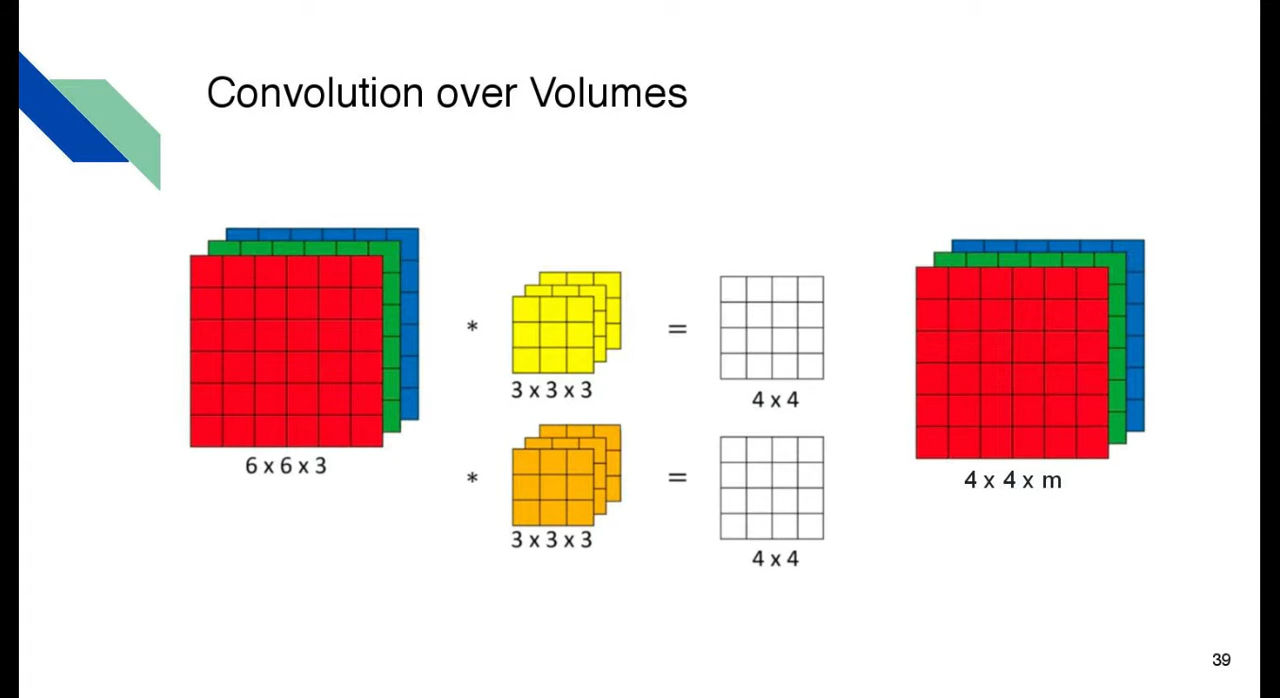 Convolution over Volumes
6 x 6 x 3
*
3 x 3 x 3
=
4 x 4
*
3 x 3 x 3
=
4 x 4
4 x 4 x m
39